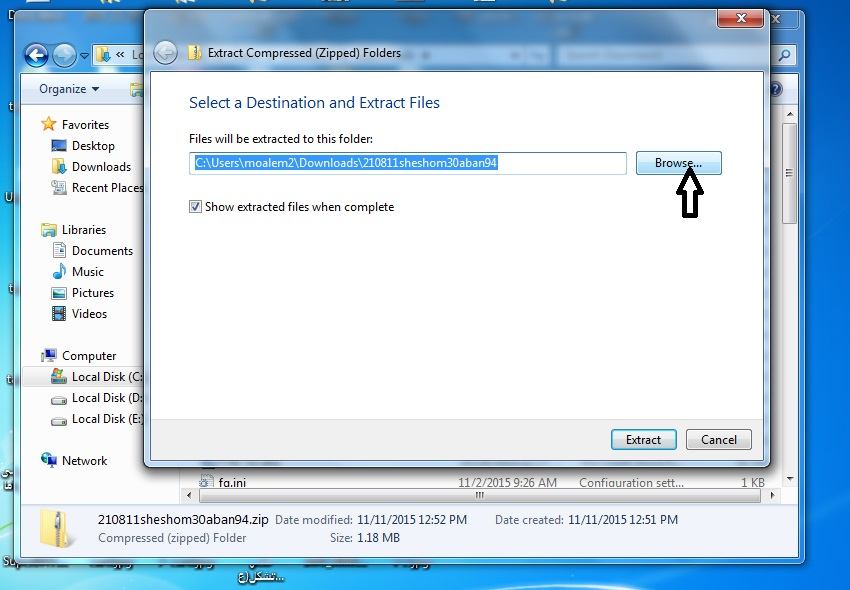 Extract Compressed (Zipped) Folders
Organize
Select a Destination and Extract Files
Files will be extracted to this folder:
C:\Users\moalem2\Downloads\210811sheshom30aban94
Browse...
Show extracted files when complete
Favorites
Desktop
Downloads
Recent Places
Libraries
Documents
Music
Pictures
Videos
Computer
Local Disk (C:
Local Disk (D:
Local Disk (E:)
Network
Extract
Cancel
fg.ini 11/2/2015 9:26 AM Configuration sett... 1 KB
210811sheshom30aban94.zip Date modified: 11/11/2015 12:52 PM Date created: 11/11/2015 12:51 PM
Compressed (zipped) Folder Size: 1.18 MB